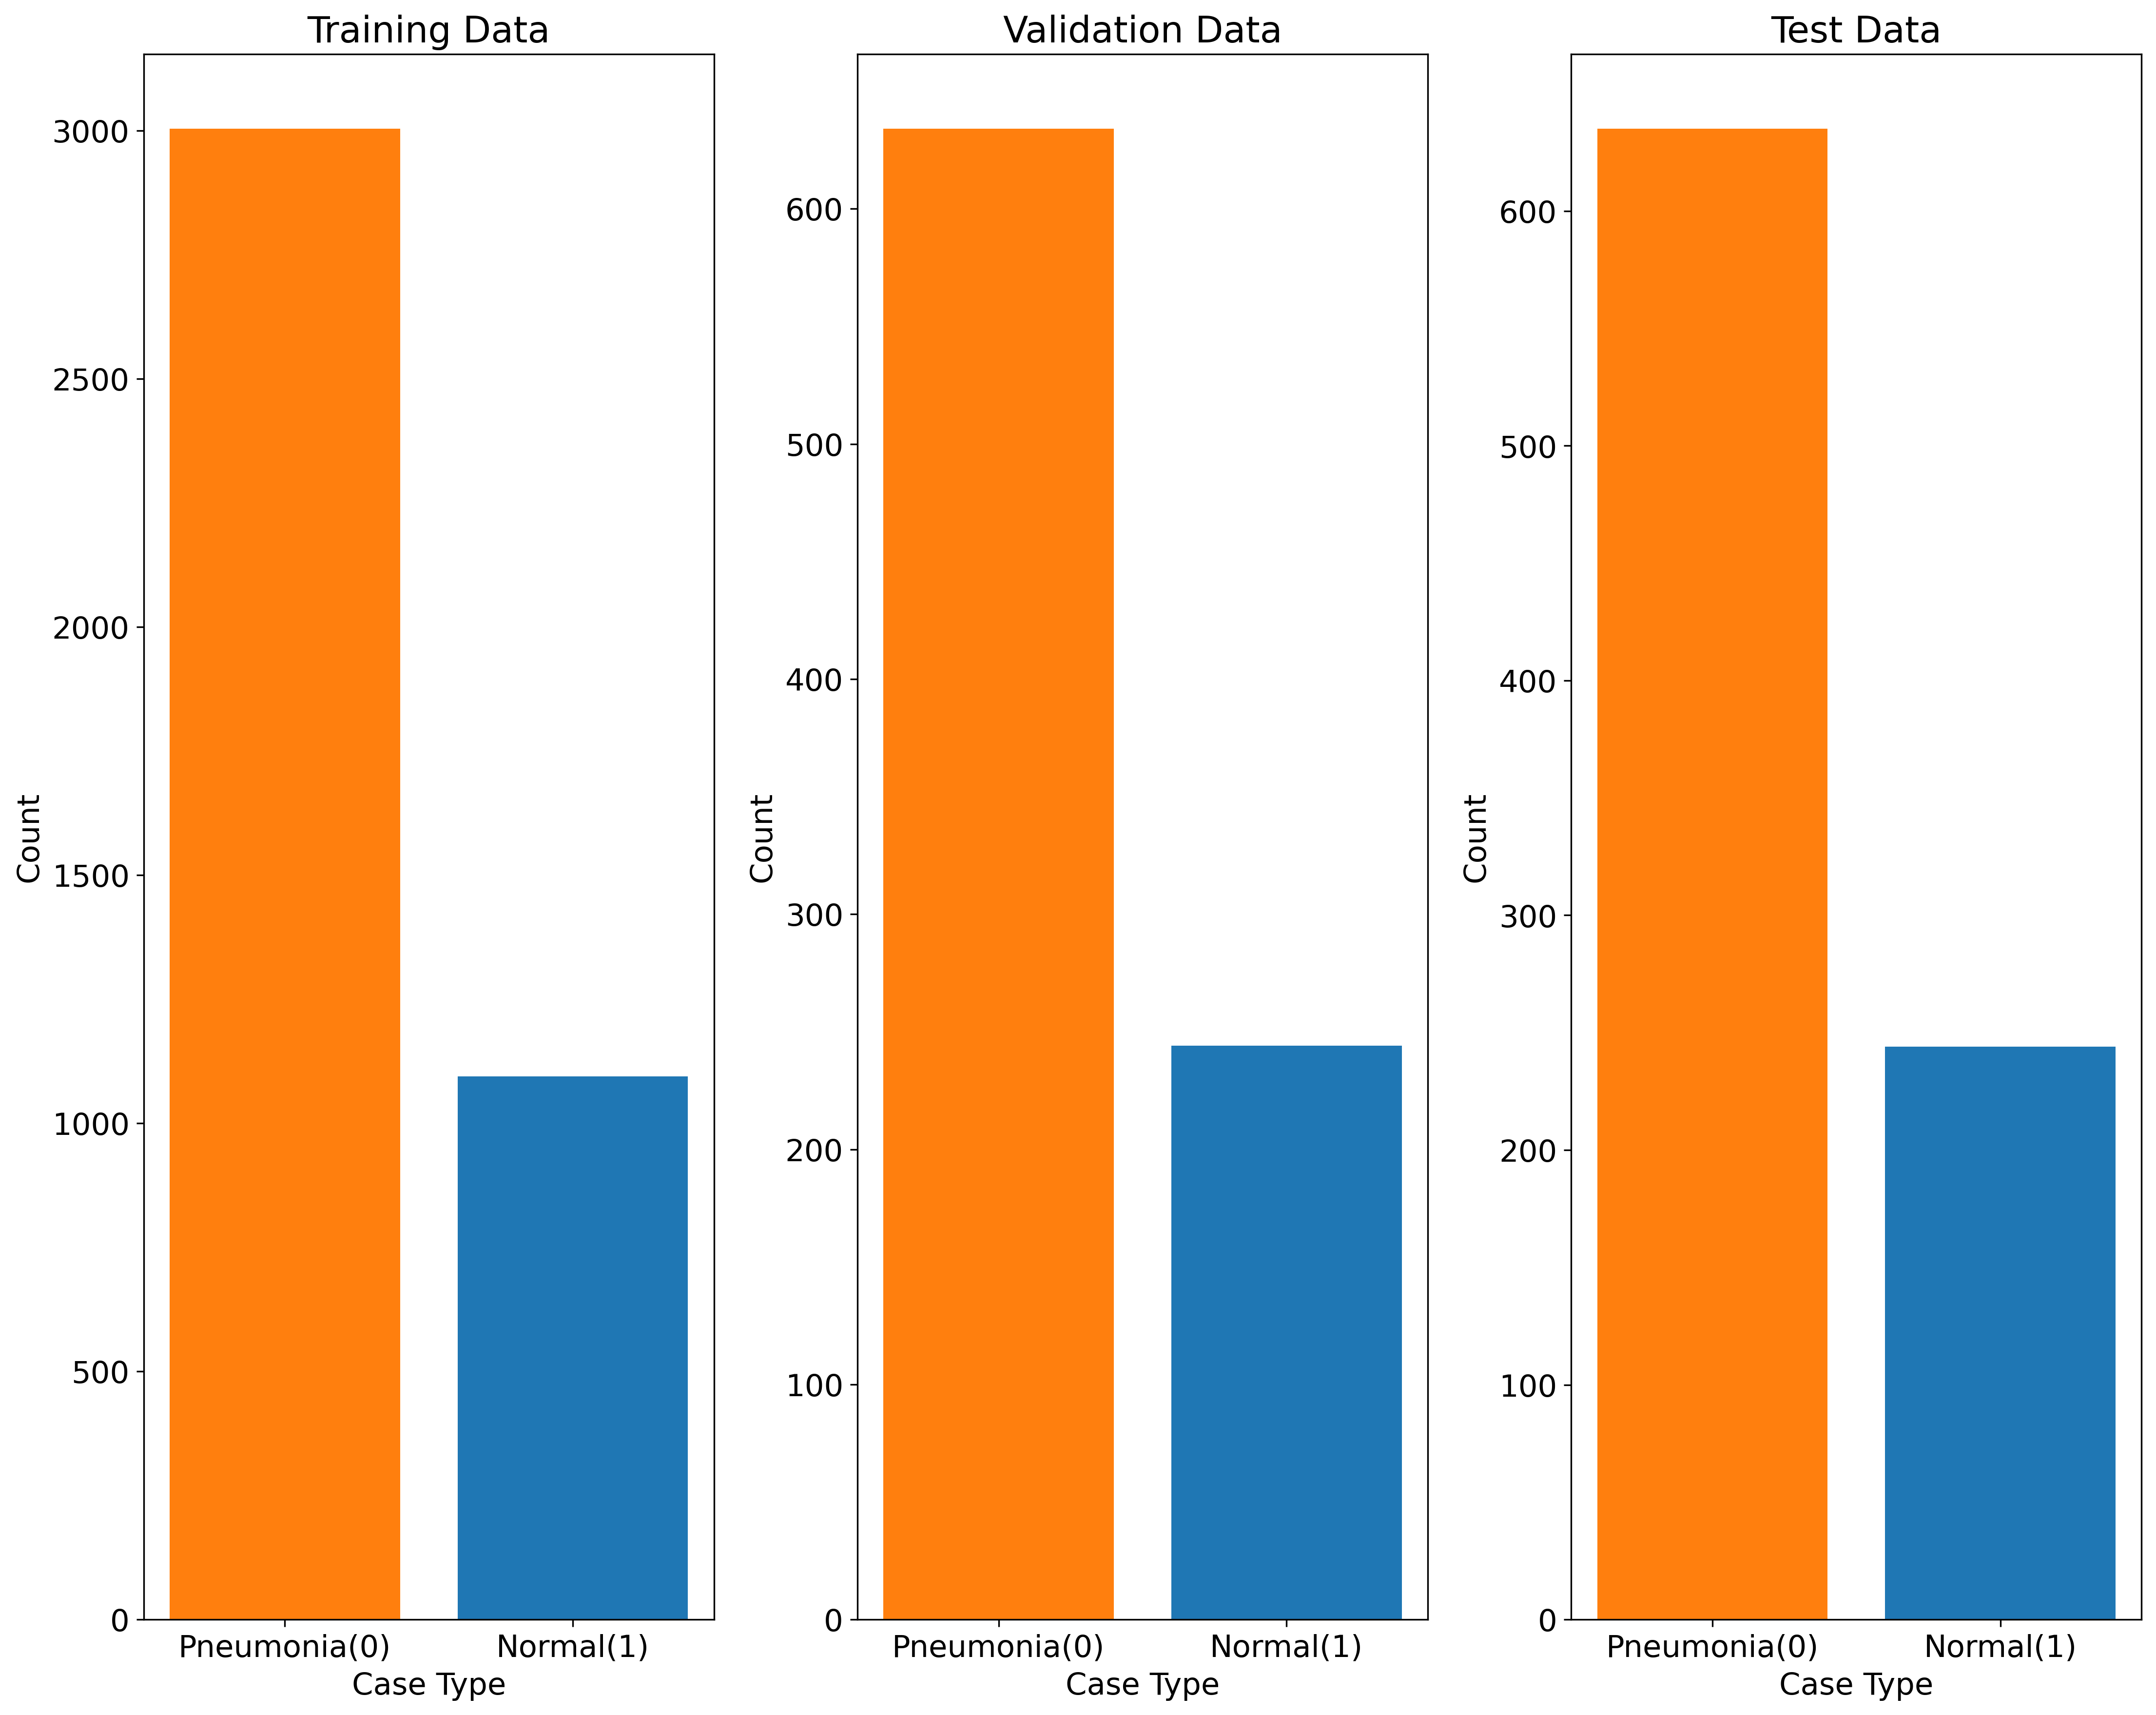 Training Data
3000
2500
2000
1500
1000
500
0
Count
Pneumonia(0) Normal(1)
Case Type
Validation Data
600
500
400
300
200
100
0
Count
Pneumonia(0) Normal(1)
Case Type
Test Data
600
500
400
300
200
100
0
Count
Pneumonia(0) Normal(1)
Case Type